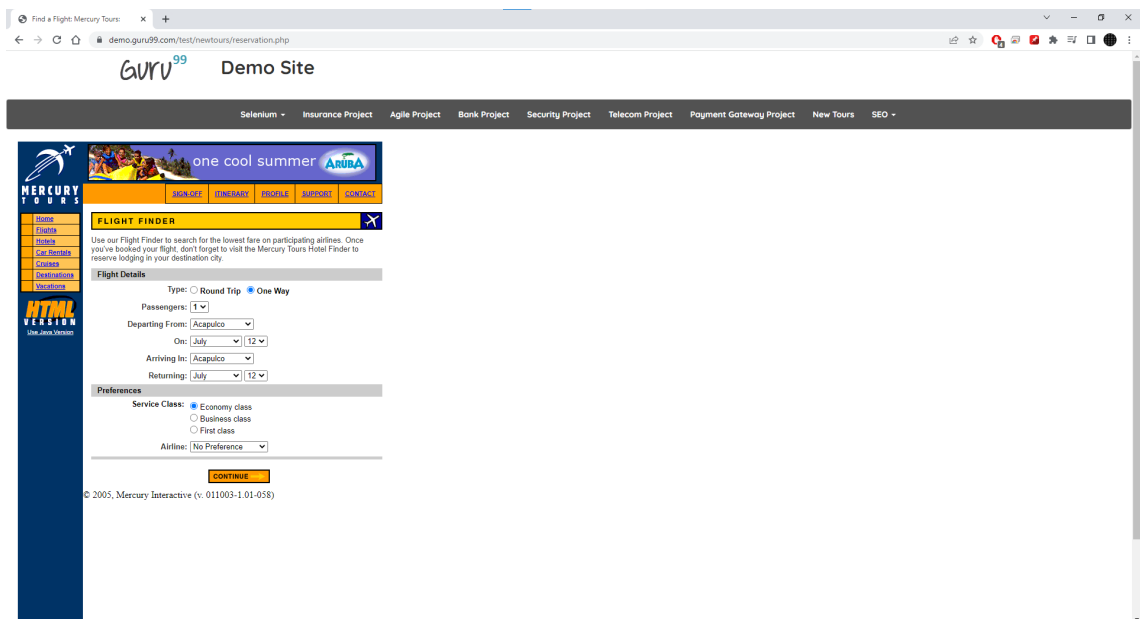 Find a Flight: Mercury Tours:
demo.guru99.com/test/newtours/reservation.php
Guru99 Demo Site
Selenium Insurance Project Agile Project Bank Project Security Project Telecom Project Payment Gateway Project New Tours SEO
one cool summer ARUBA
MERCURY TOURS
SIGN-OFF ITINERARY PROFILE SUPPORT CONTACT
Home
Flights
Hotels
Car Rentals
Cruises
Destinations
Vacations
HTML
VERSION
Use Java Version
FLIGHT FINDER
Use our Flight Finder to search for the lowest fare on participating airlines. Once
you've booked your flight, don't forget to visit the Mercury Tours Hotel Finder to
reserve lodging in your destination city.
Flight Details
Type: Round Trip One Way
Passengers: 1
Departing From: Acapulco
On: July 12
Arriving In: Acapulco
Returning: July 12
Preferences
Service Class: Economy class
Business class
First class
Airline: No Preference
CONTINUE
© 2005, Mercury Interactive (v. 011003-1.01-058)